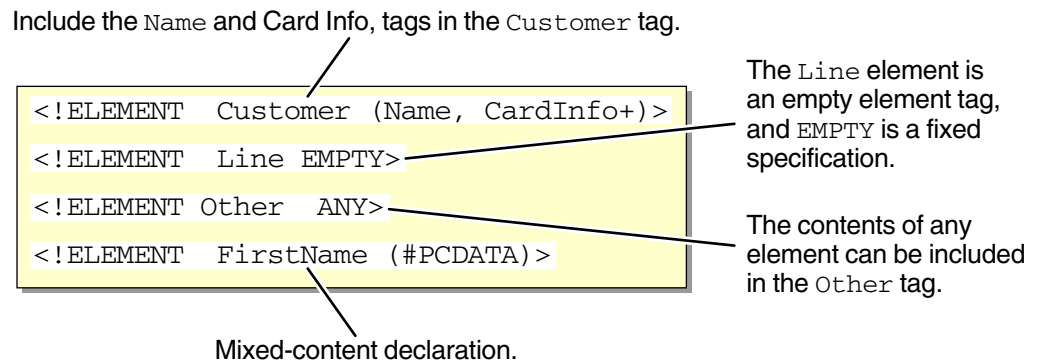 Include the Name and Card Info, tags in the Customer tag.
<!ELEMENT  Customer (Name, CardInfo+)>
<!ELEMENT  Line EMPTY>
<!ELEMENT Other  ANY>
<!ELEMENT  FirstName (#PCDATA)>
The Line element is
an empty element tag,
and EMPTY is a fixed
specification.
The contents of any
element can be included
in the Other tag.
Mixed-content declaration.